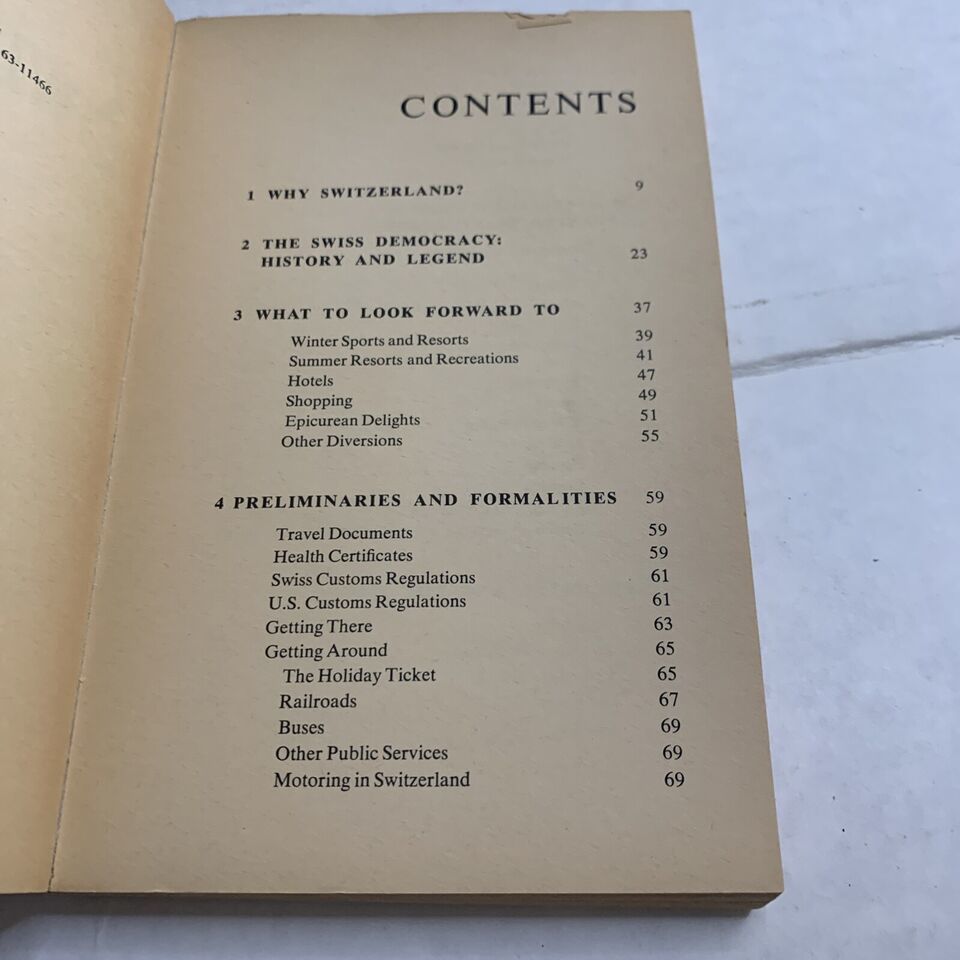 63-11466
CONTENTS
1 WHY SWITZERLAND? 9
2 THE SWISS DEMOCRACY:
HISTORY AND LEGEND 23
3 WHAT TO LOOK FORWARD TO 37
Winter Sports and Resorts 39
Summer Resorts and Recreations 41
Hotels 47
Shopping 49
Epicurean Delights 51
Other Diversions 55
4 PRELIMINARIES AND FORMALITIES 59
Travel Documents 59
Health Certificates 59
Swiss Customs Regulations 61
U.S. Customs Regulations 61
Getting There 63
Getting Around 65
The Holiday Ticket 65
Railroads 67
Buses 69
Other Public Services 69
Motoring in Switzerland 69